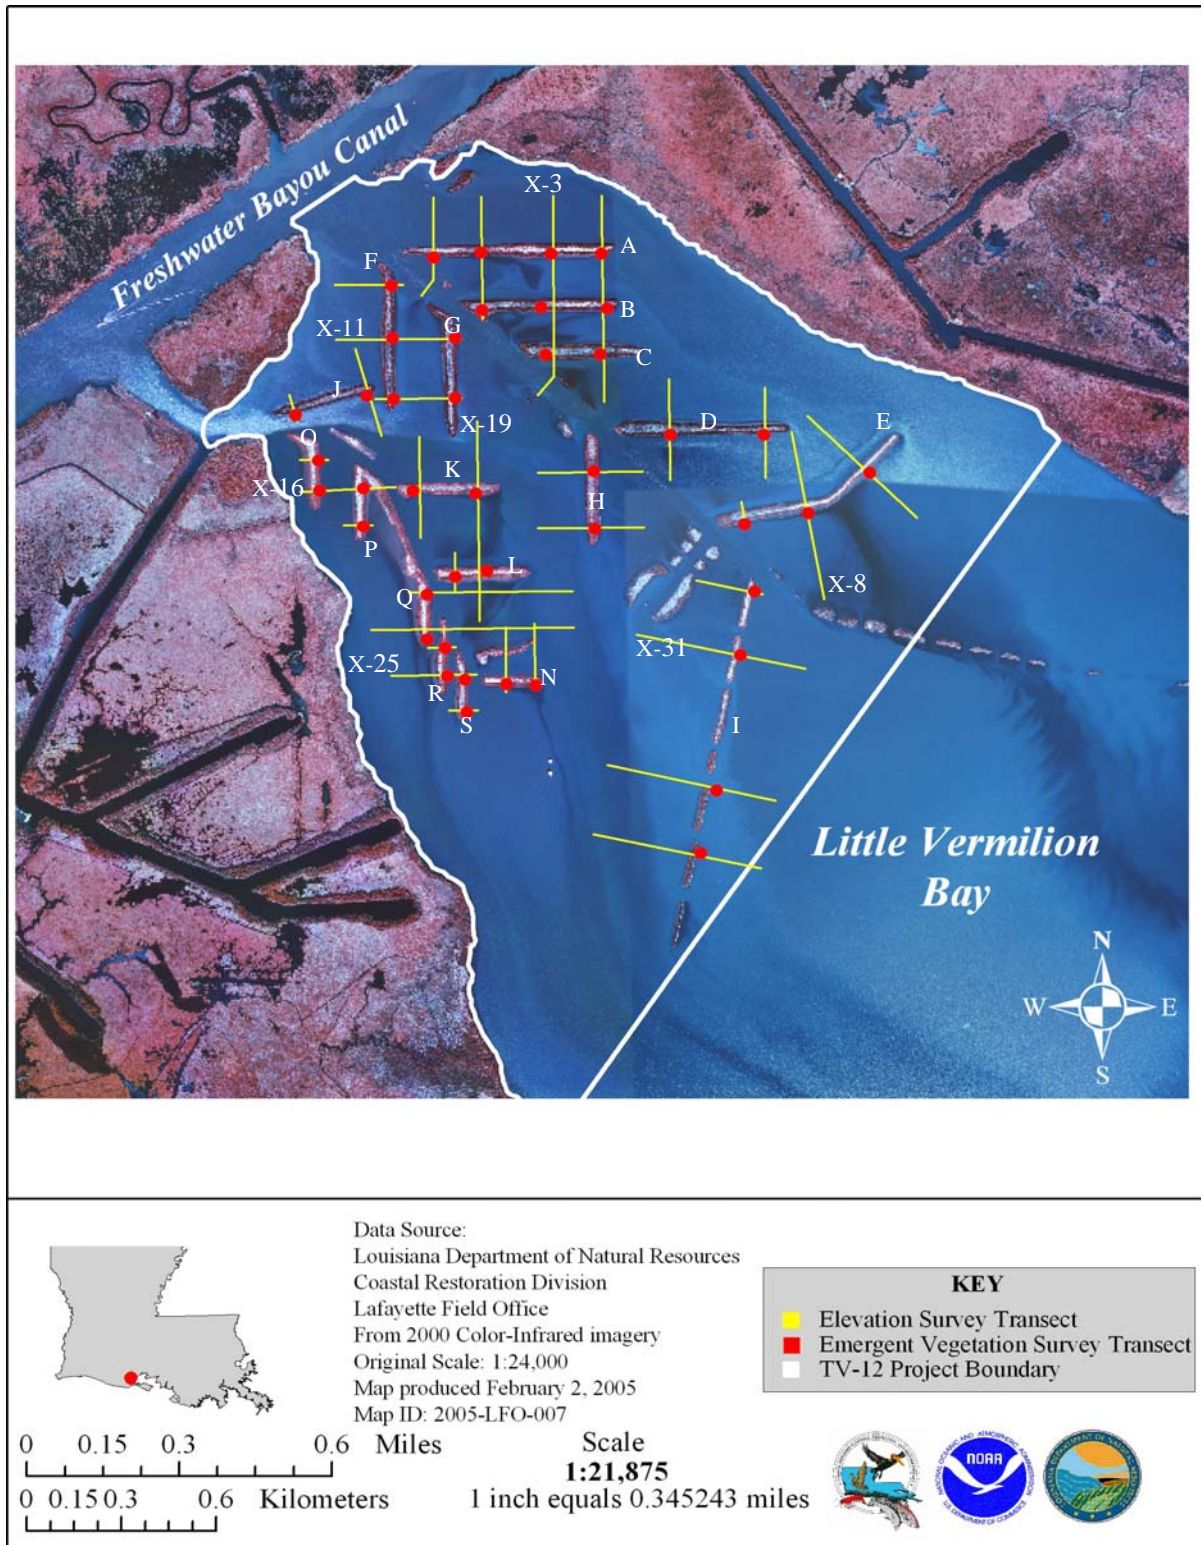 Freshwater Bayou Canal
X-3
A
F
B
X-11
G
C
J
X-19
D
E
O
K
X-16
H
P
L
X-8
Q
X-31
X-25
R
N
S
I
Little Vermilion
Bay
N
W E
S
Data Source:
Louisiana Department of Natural Resources
Coastal Restoration Division
Lafayette Field Office
From 2000 Color-Infrared imagery
Original Scale: 1:24,000
Map produced February 2, 2005
Map ID: 2005-LFO-007
KEY
Elevation Survey Transect
Emergent Vegetation Survey Transect
TV-12 Project Boundary
0 0.15 0.3 0.6 Miles
0 0.15 0.3 0.6 Kilometers
Scale
1:21,875
1 inch equals 0.345243 miles
NOAA